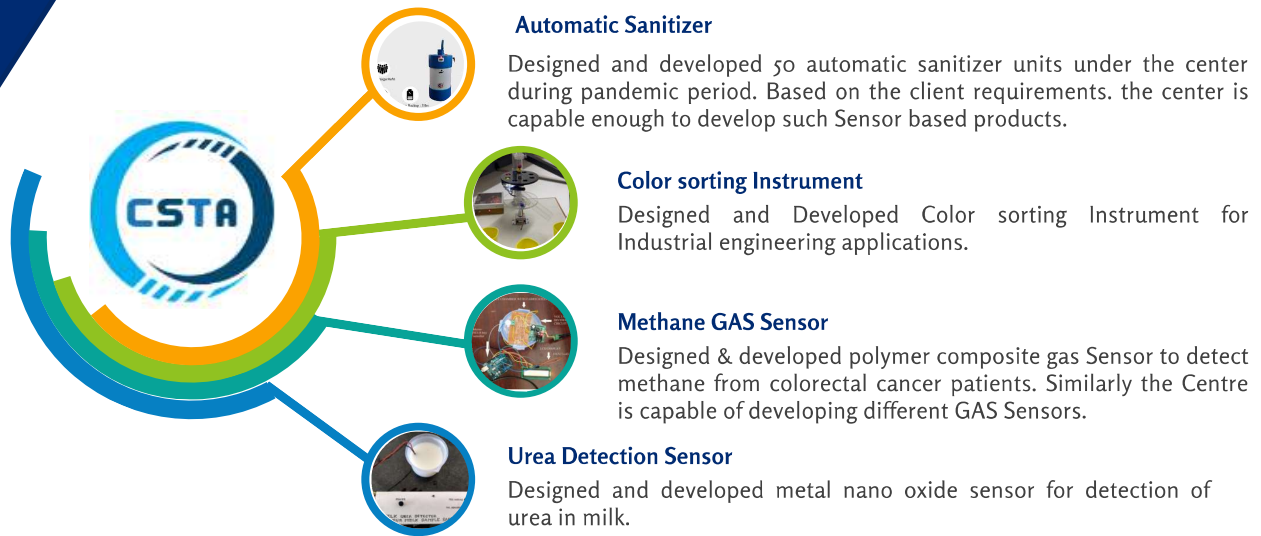 CSTA
Automatic Sanitizer
Designed and developed 50 automatic sanitizer units under the center
during pandemic period. Based on the client requirements. the center is
capable enough to develop such Sensor based products.
Color sorting Instrument
Designed and Developed Color sorting Instrument for
Industrial engineering applications.
Methane GAS Sensor
Designed & developed polymer composite gas Sensor to detect
methane from colorectal cancer patients. Similarly the Centre
is capable of developing different GAS Sensors.
Urea Detection Sensor
Designed and developed metal nano oxide sensor for detection of
urea in milk.